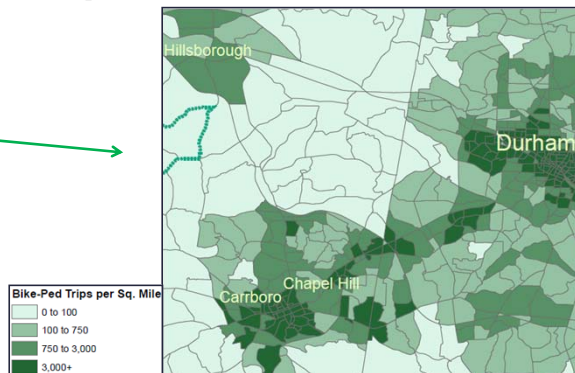 Hillsborough
Durham
Chapel Hill
Carrboro
Bike-Ped Trips per Sq. Mile
0 to 100
100 to 750
750 to 3,000
3,000+